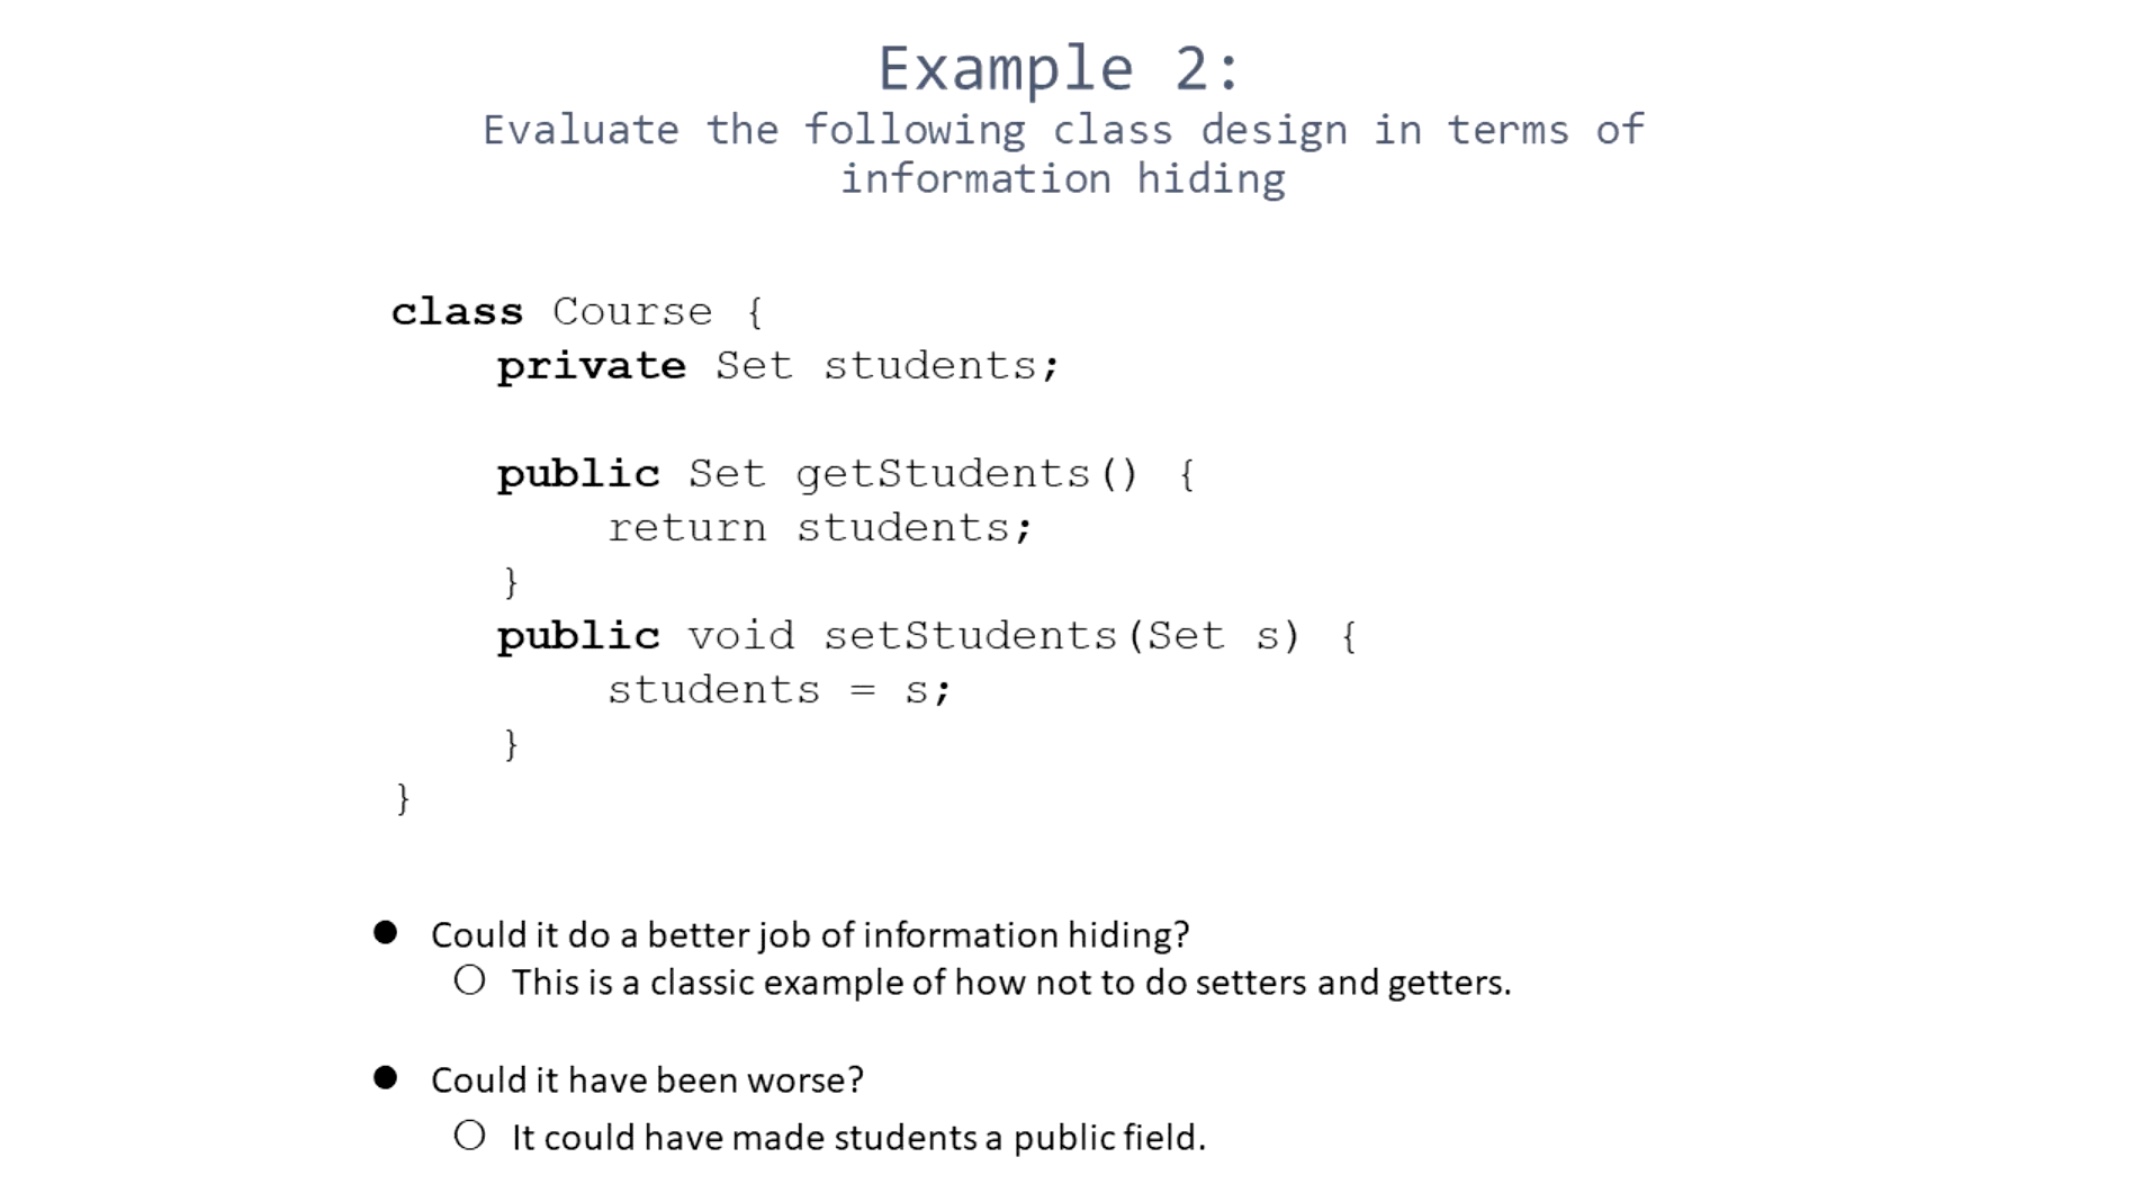 Example 2:
Evaluate the following class design in terms of
information hiding
class Course {
private Set students;
public Set getStudents() {
return students;
}
public void setStudents(Set s) {
students = s;
}
}
● Could it do a better job of information hiding?
○ This is a classic example of how not to do setters and getters.
● Could it have been worse?
○ It could have made students a public field.